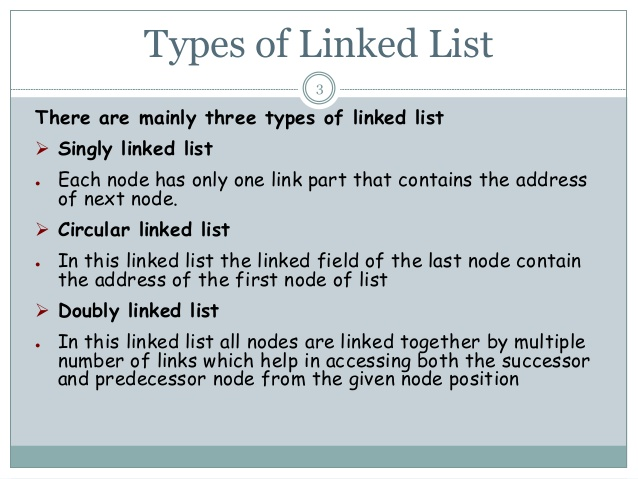 Types of Linked List
3
There are mainly three types of linked list
➢ Singly linked list
• Each node has only one link part that contains the address
of next node.
➢ Circular linked list
• In this linked list the linked field of the last node contain
the address of the first node of list
➢ Doubly linked list
• In this linked list all nodes are linked together by multiple
number of links which help in accessing both the successor
and predecessor node from the given node position